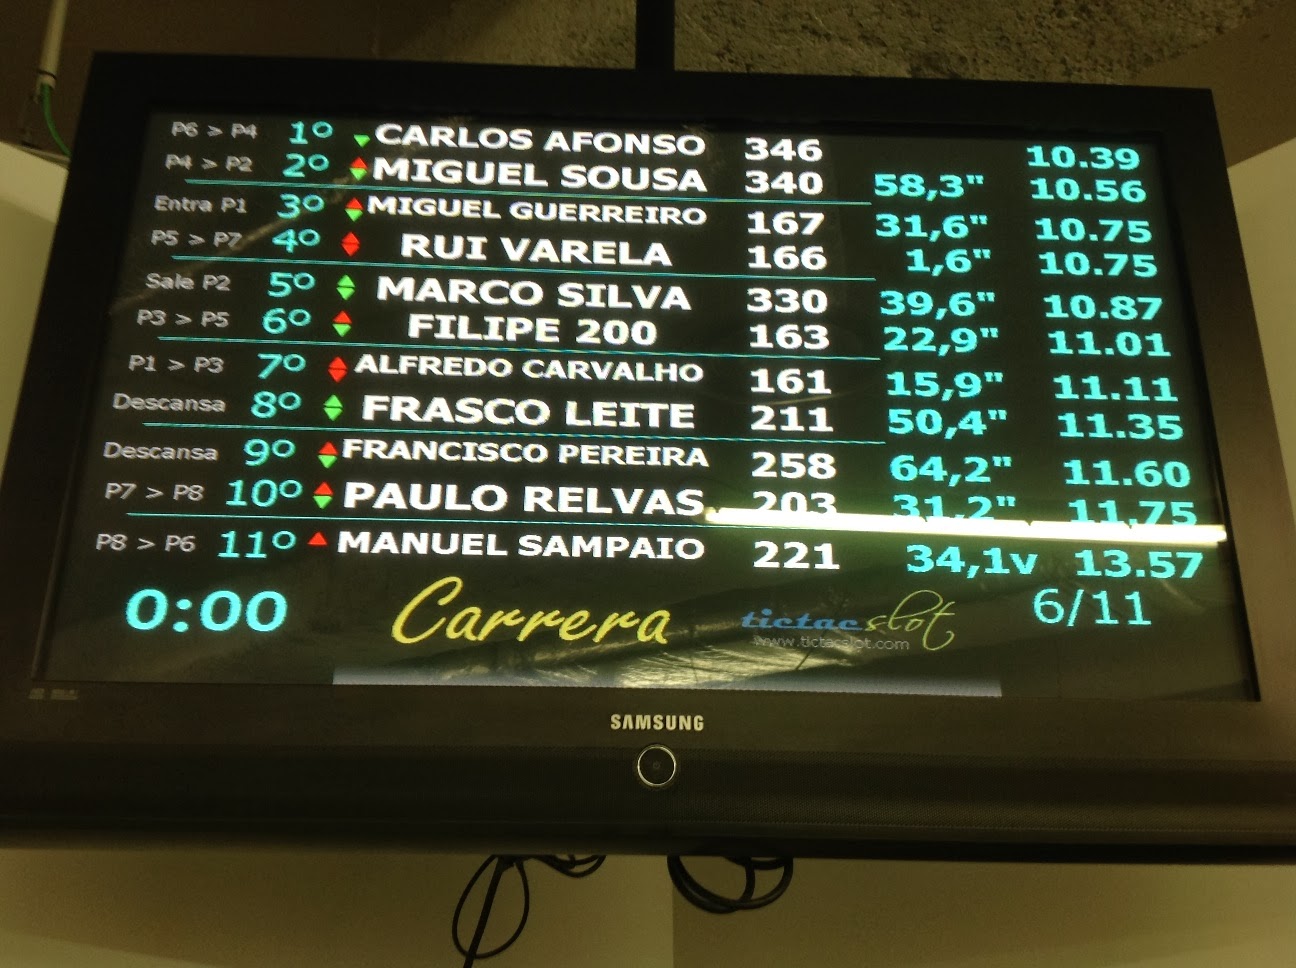 P6 > P4 1º CARLOS AFONSO 346 10.39
P4 > P2 2º MIGUEL SOUSA 340 58,3" 10.56
Entra P1 3º MIGUEL GUERREIRO 167 31,6" 10.75
P5 > P7 4º RUI VARELA 166 1,6" 10.75
Sale P2 5º MARCO SILVA 330 39,6" 10.87
P3 > P5 6º FILIPE 200 163 22,9" 11.01
P1 > P3 7º ALFREDO CARVALHO 161 15,9" 11.11
Descansa 8º FRASCO LEITE 211 50,4" 11.35
Descansa 9º FRANCISCO PEREIRA 258 64,2" 11.60
P7 > P8 10º PAULO RELVAS 203 31,2" 11.75
P8 > P6 11º MANUEL SAMPAIO 221 34,1v 13.57
0:00 Carrera tictacslot 6/11
www.tictacslot.com
SAMSUNG